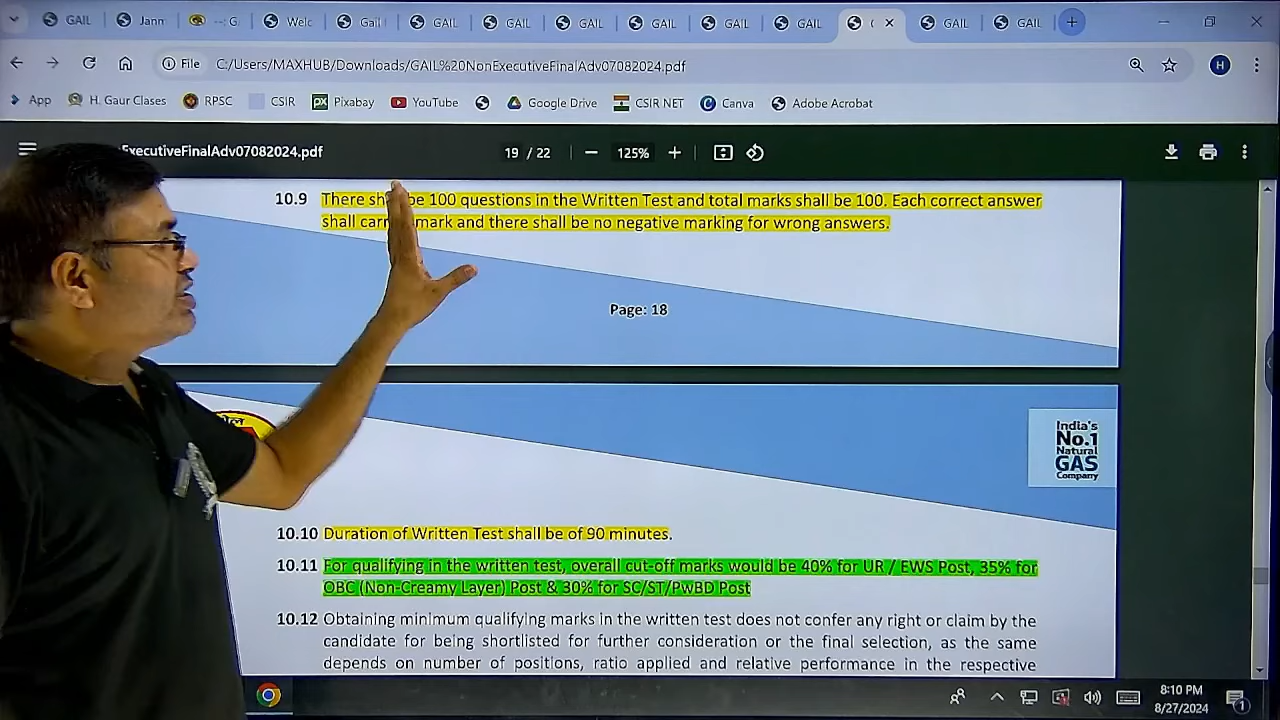 GAIL
Jann
--: G
Welc
Gail
GAIL
GAIL
GAIL
GAIL
GAIL
GAIL
(
GAIL
GAIL
File
C:/Users/MAXHUB/Downloads/GAIL%20NonExecutiveFinalAdv07082024.pdf
H
App
H. Gaur Classes
RPSC
CSIR
px
Pixabay
YouTube
Google Drive
CSIR NET
Canva
Adobe Acrobat
ExecutiveFinalAdv07082024.pdf
19 / 22
125%
10.9 There be 100 questions in the Written Test and total marks shall be 100. Each correct answer
shall mark and there shall be no negative marking for wrong answers.
Page: 18
India's
No.1
Natural
GAS
Company
10.10 Duration of Written Test shall be of 90 minutes.
10.11 For qualifying in the written test, overall cut-off marks would be 40% for UR / EWS Post, 35% for
OBC (Non-Creamy Layer) Post & 30% for SC/ST/PwBD Post
10.12 Obtaining minimum qualifying marks in the written test does not confer any right or claim by the
candidate for being shortlisted for further consideration or the final selection, as the same
depends on number of positions, ratio applied and relative performance in the respective
8:10 PM
8/27/2024
1